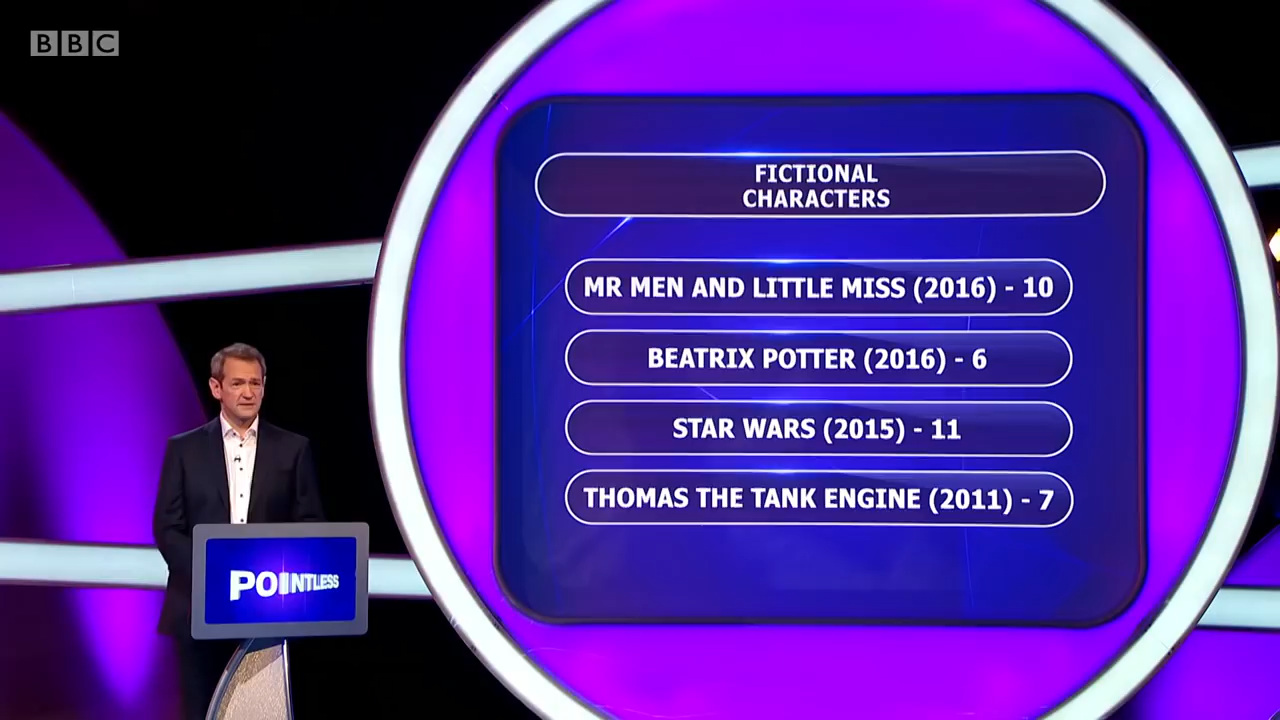 BBC
FICTIONAL
CHARACTERS
MR MEN AND LITTLE MISS (2016) - 10
BEATRIX POTTER (2016) - 6
STAR WARS (2015) - 11
THOMAS THE TANK ENGINE (2011) - 7
POINTLESS